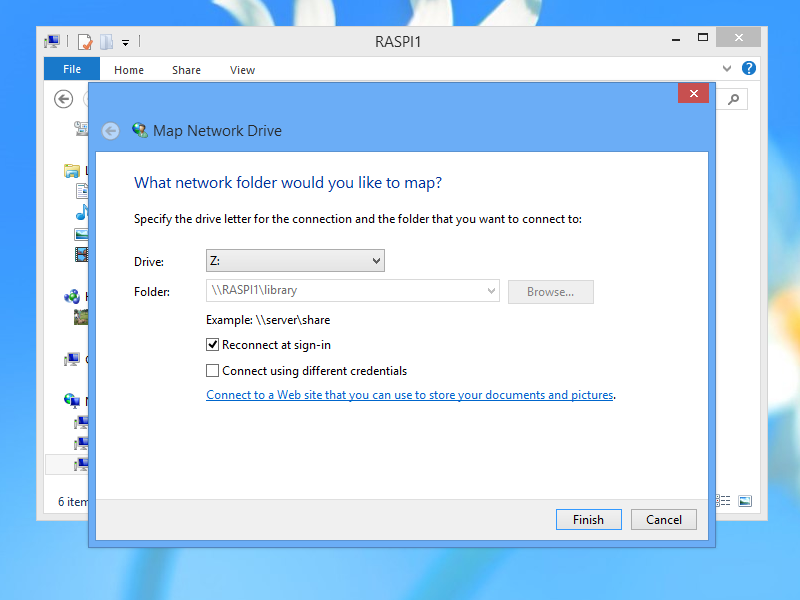 RASPI1
File Home Share View
Map Network Drive
What network folder would you like to map?
Specify the drive letter for the connection and the folder that you want to connect to:
Drive: Z:
Folder: \\RASPI1\library Browse...
Example: \\server\share
Reconnect at sign-in
Connect using different credentials
Connect to a Web site that you can use to store your documents and pictures.
6 item
Finish Cancel